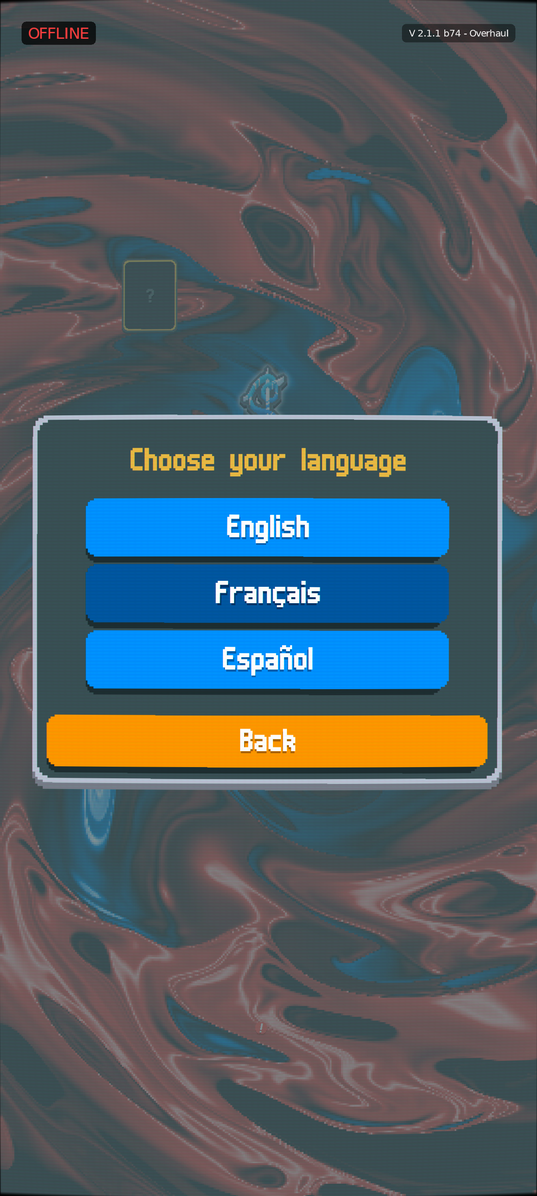 OFFLINE
V 2.1.1 b74 - Overhaul
?
Choose your language
English
Français
Español
Back